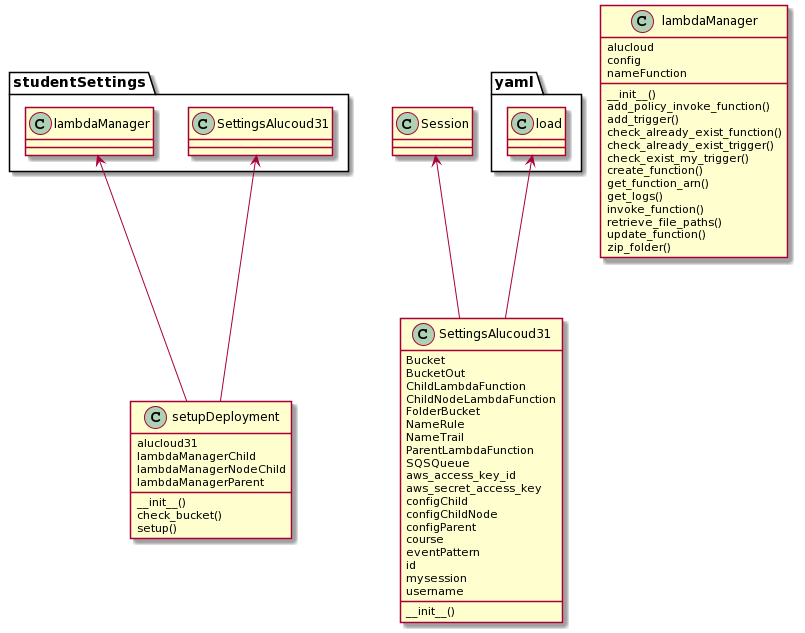 studentSettings
C lambdaManager
C SettingsAlucoud31
C Session
yaml
C load
C lambdaManager
alucloud
config
nameFunction
__init__()
add_policy_invoke_function()
add_trigger()
check_already_exist_function()
check_already_exist_trigger()
check_exist_my_trigger()
create_function()
get_function_arn()
get_logs()
invoke_function()
retrieve_file_paths()
update_function()
zip_folder()
C setupDeployment
alucloud31
lambdaManagerChild
lambdaManagerNodeChild
lambdaManagerParent
__init__()
check_bucket()
setup()
C SettingsAlucoud31
Bucket
BucketOut
ChildLambdaFunction
ChildNodeLambdaFunction
FolderBucket
NameRule
NameTrail
ParentLambdaFunction
SQSQueue
aws_access_key_id
aws_secret_access_key
configChild
configChildNode
configParent
course
eventPattern
id
mysession
username
__init__()